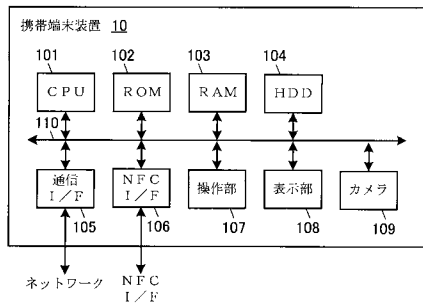 携帯端末装置 10
101
102
103
104
CPU
ROM
RAM
HDD
110
通信
I/F
NFC
I/F
操作部
表示部
カメラ
105
106
107
108
109
ネットワーク
NFC
I/F